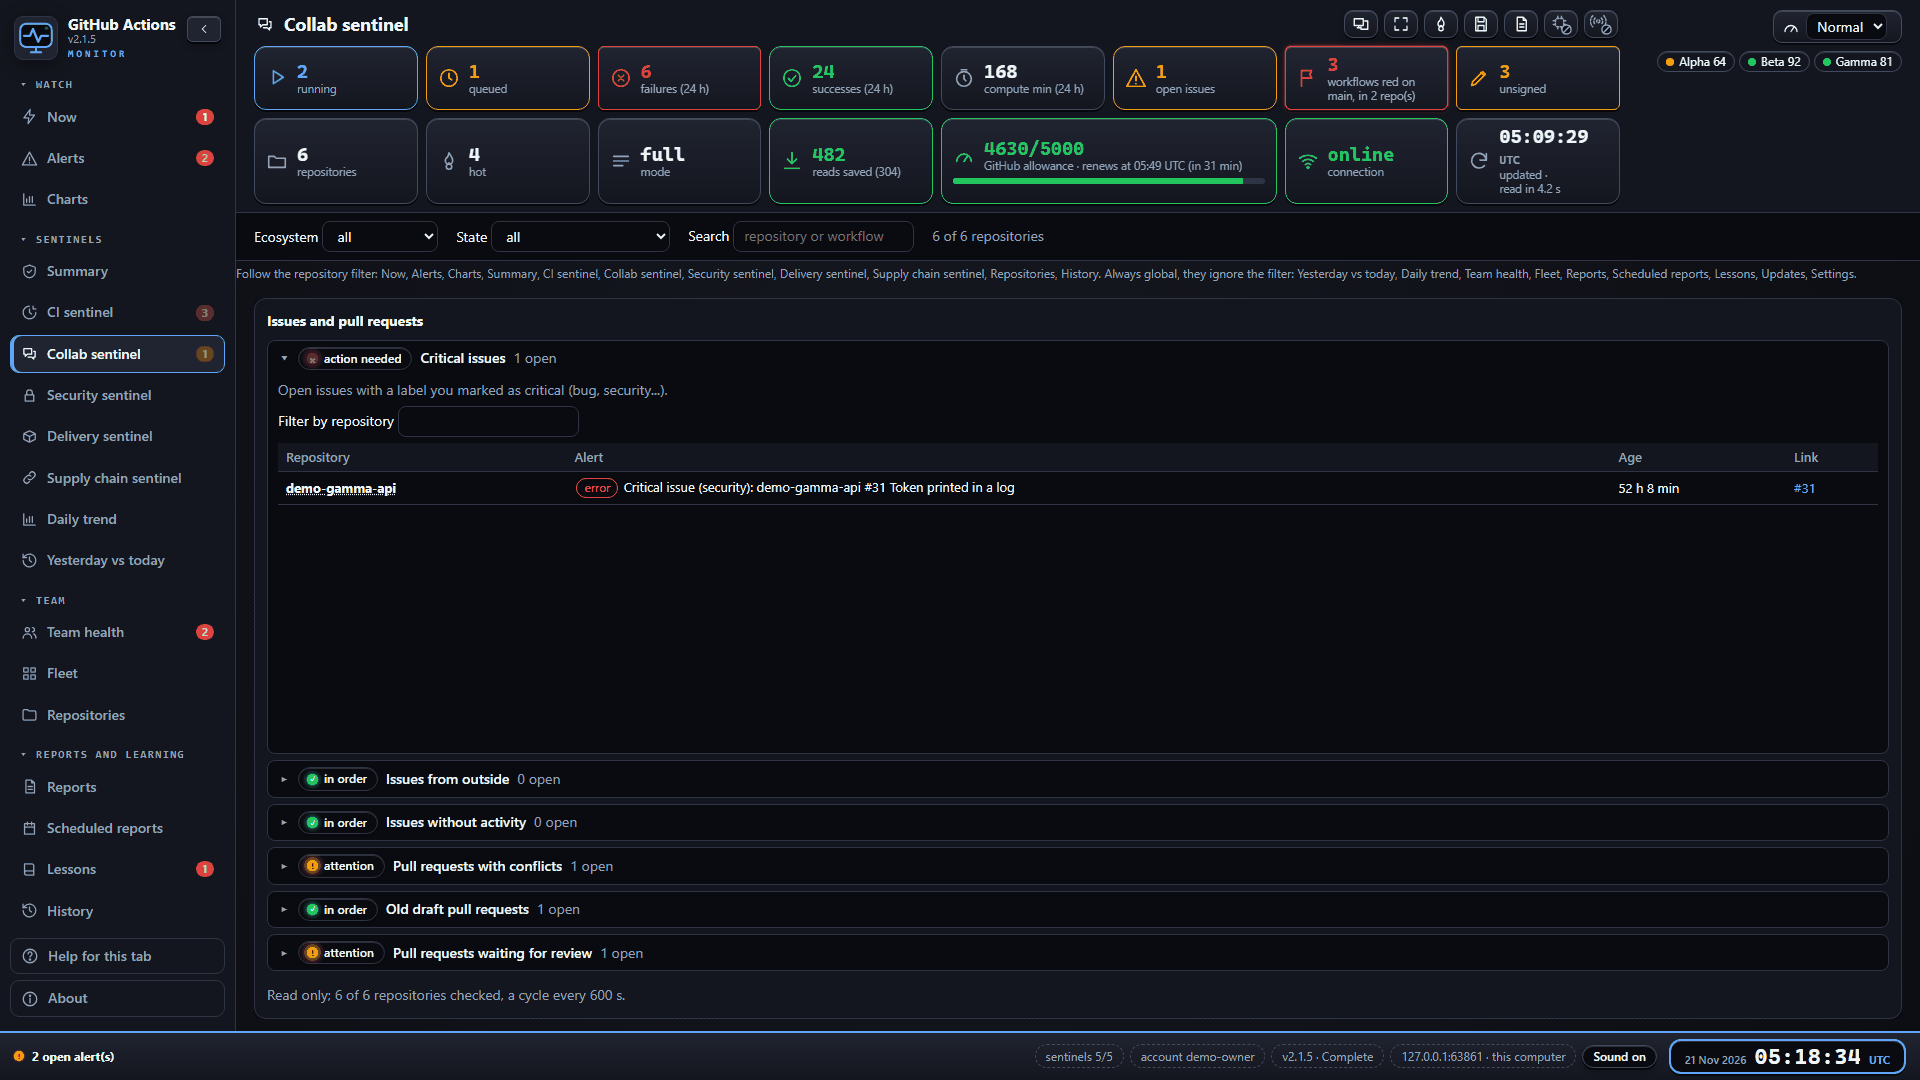 GitHub Actions
v2.1.5
MONITOR
WATCH
Now 1
Alerts 2
Charts
SENTINELS
Summary
CI sentinel 3
Collab sentinel 1
Security sentinel
Delivery sentinel
Supply chain sentinel
Daily trend
Yesterday vs today
TEAM
Team health 2
Fleet
Repositories
REPORTS AND LEARNING
Reports
Scheduled reports
Lessons 1
History
Help for this tab
About
Collab sentinel
Normal
Alpha 64 Beta 92 Gamma 81
2
running
1
queued
6
failures (24 h)
24
successes (24 h)
168
compute min (24 h)
1
open issues
3
workflows red on
main, in 2 repo(s)
3
unsigned
6
repositories
4
hot
full
mode
482
reads saved (304)
4630/5000
GitHub allowance · renews at 05:49 UTC (in 31 min)
online
connection
05:09:29
UTC
updated ·
read in 4.2 s
Ecosystem all State all Search repository or workflow 6 of 6 repositories
Follow the repository filter: Now, Alerts, Charts, Summary, CI sentinel, Collab sentinel, Security sentinel, Delivery sentinel, Supply chain sentinel, Repositories, History. Always global, they ignore the filter: Yesterday vs today, Daily trend, Team health, Fleet, Reports, Scheduled reports, Lessons, Updates, Settings.
Issues and pull requests
action needed Critical issues 1 open
Open issues with a label you marked as critical (bug, security...).
Filter by repository
Repository Alert Age Link
demo-gamma-api error Critical issue (security): demo-gamma-api #31 Token printed in a log 52 h 8 min #31
in order Issues from outside 0 open
in order Issues without activity 0 open
attention Pull requests with conflicts 1 open
in order Old draft pull requests 1 open
attention Pull requests waiting for review 1 open
Read only; 6 of 6 repositories checked, a cycle every 600 s.
2 open alert(s)
sentinels 5/5 account demo-owner v2.1.5 · Complete 127.0.0.1:63861 · this computer Sound on 21 Nov 2026 05:18:34 UTC